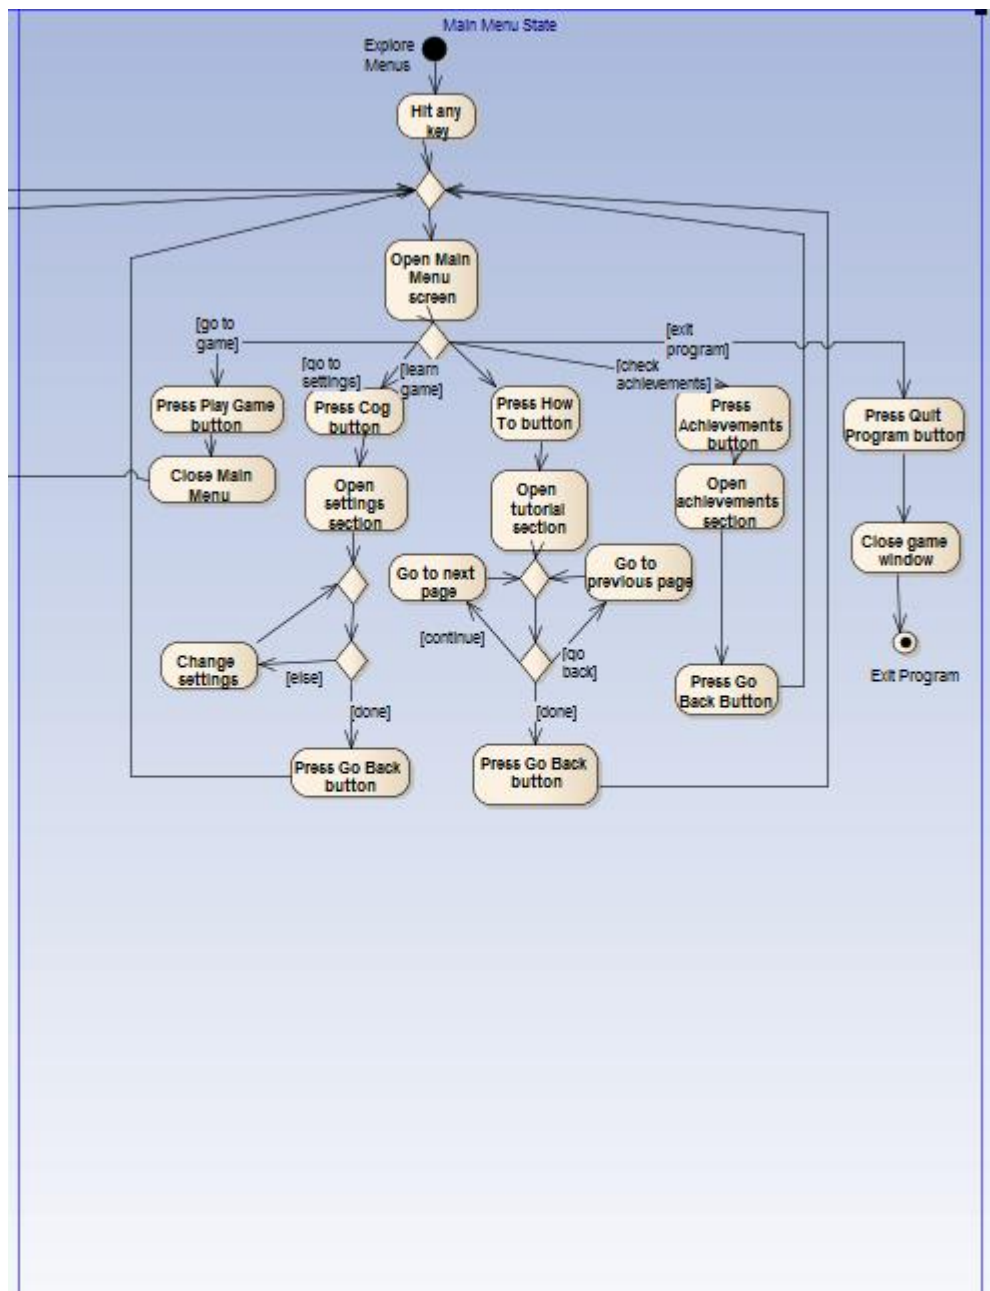 Main Menu State
Explore
Menus
Hit any
key
Open Main
Menu
screen
[go to
game]
[go to
settings]
[learn
game]
[check
achievements]
[exit
program]
Press Play Game
button
Close Main
Menu
Press Cog
button
Open
settings
section
Change
settings
[else]
[done]
Press Go Back
button
Press How
To button
Open
tutorial
section
Go to next
page
Go to
previous page
[continue]
[go
back]
[done]
Press Go Back
button
Press
Achievements
button
Open
achievements
section
Press Go
Back Button
Press Quit
Program button
Close game
window
Exit Program